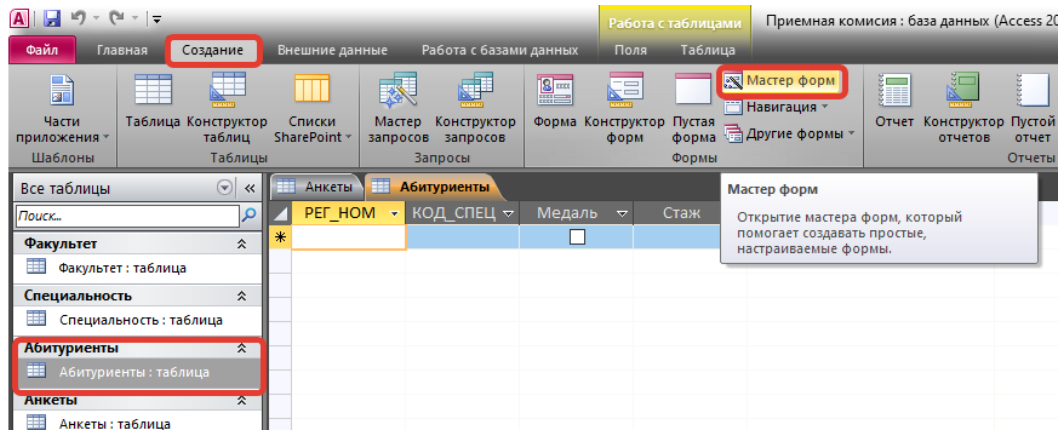 Работа с таблицами
Приемная комисия : база данных (Access 20
Файл Главная Создание Внешние данные Работа с базами данных Поля Таблица
Части приложения
Таблица
Конструктор таблиц
Списки SharePoint
Мастер запросов
Конструктор запросов
Форма
Конструктор форм
Пустая форма
Мастер форм
Навигация
Другие формы
Отчет
Конструктор отчетов
Пустой отчет
Шаблоны Таблицы Запросы Формы Отчеты
Все таблицы
Анкеты Абитуриенты
Поиск...
РЕГ_НОМ КОД_СПЕЦ Медаль Стаж
Факультет
Факультет : таблица
Специальность
Специальность : таблица
Абитуриенты
Абитуриенты : таблица
Анкеты
Анкеты : таблица
Мастер форм
Открытие мастера форм, который
помогает создавать простые,
настраиваемые формы.